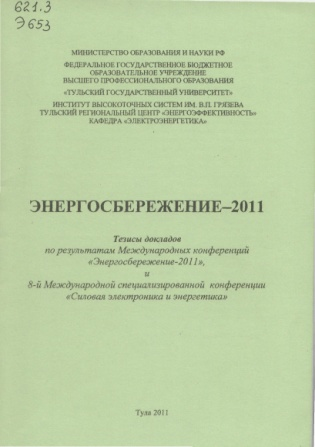 621.3
Э653
МИНИСТЕРСТВО ОБРАЗОВАНИЯ И НАУКИ РФ
ФЕДЕРАЛЬНОЕ ГОСУДАРСТВЕННОЕ БЮДЖЕТНОЕ
ОБРАЗОВАТЕЛЬНОЕ УЧРЕЖДЕНИЕ
ВЫСШЕГО ПРОФЕССИОНАЛЬНОГО ОБРАЗОВАНИЯ
«ТУЛЬСКИЙ ГОСУДАРСТВЕННЫЙ УНИВЕРСИТЕТ»
ИНСТИТУТ ВЫСОКОТОЧНЫХ СИСТЕМ ИМ. В.П. ГРЯЗЕВА
ТУЛЬСКИЙ РЕГИОНАЛЬНЫЙ ЦЕНТР «ЭНЕРГОЭФФЕКТИВНОСТЬ»
КАФЕДРА «ЭЛЕКТРОЭНЕРГЕТИКА»
ЭНЕРГОСБЕРЕЖЕНИЕ–2011
Тезисы докладов
по результатам Международных конференций
«Энергосбережение-2011»,
и
8-й Международной специализированной конференции
«Силовая электроника и энергетика»
Тула 2011